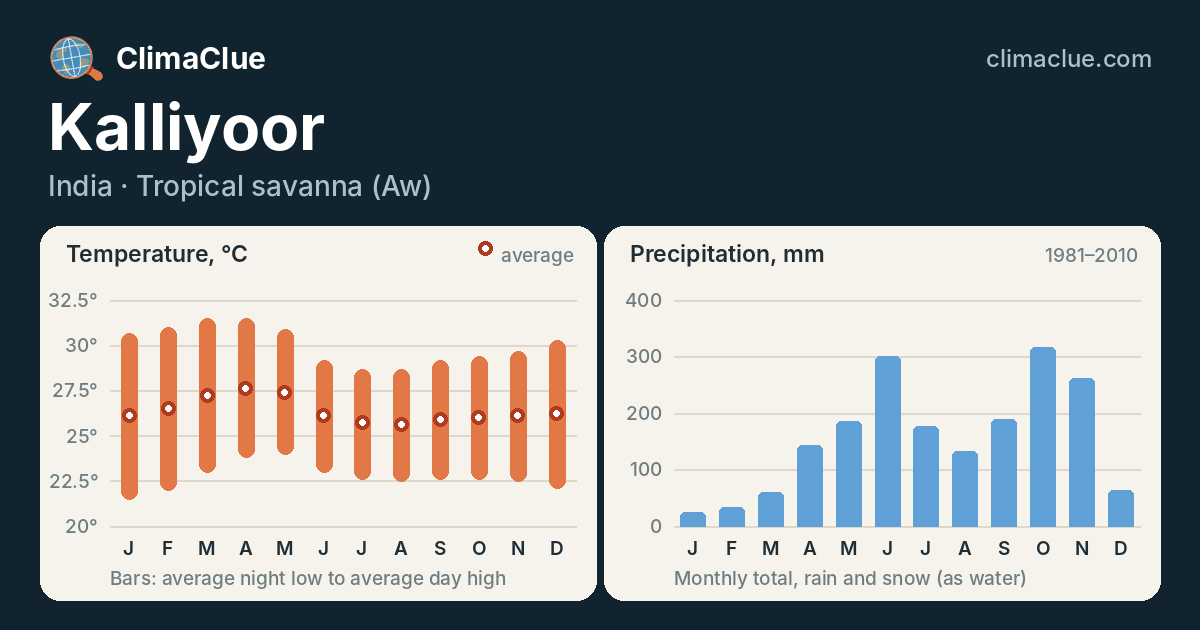 ClimaClue
climaclue.com
Kalliyoor
India · Tropical savanna (Aw)
Temperature, °C
average
32.5°
30°
27.5°
25°
22.5°
20°
J F M A M J J A S O N D
Bars: average night low to average day high
Precipitation, mm
1981–2010
400
300
200
100
0
J F M A M J J A S O N D
Monthly total, rain and snow (as water)